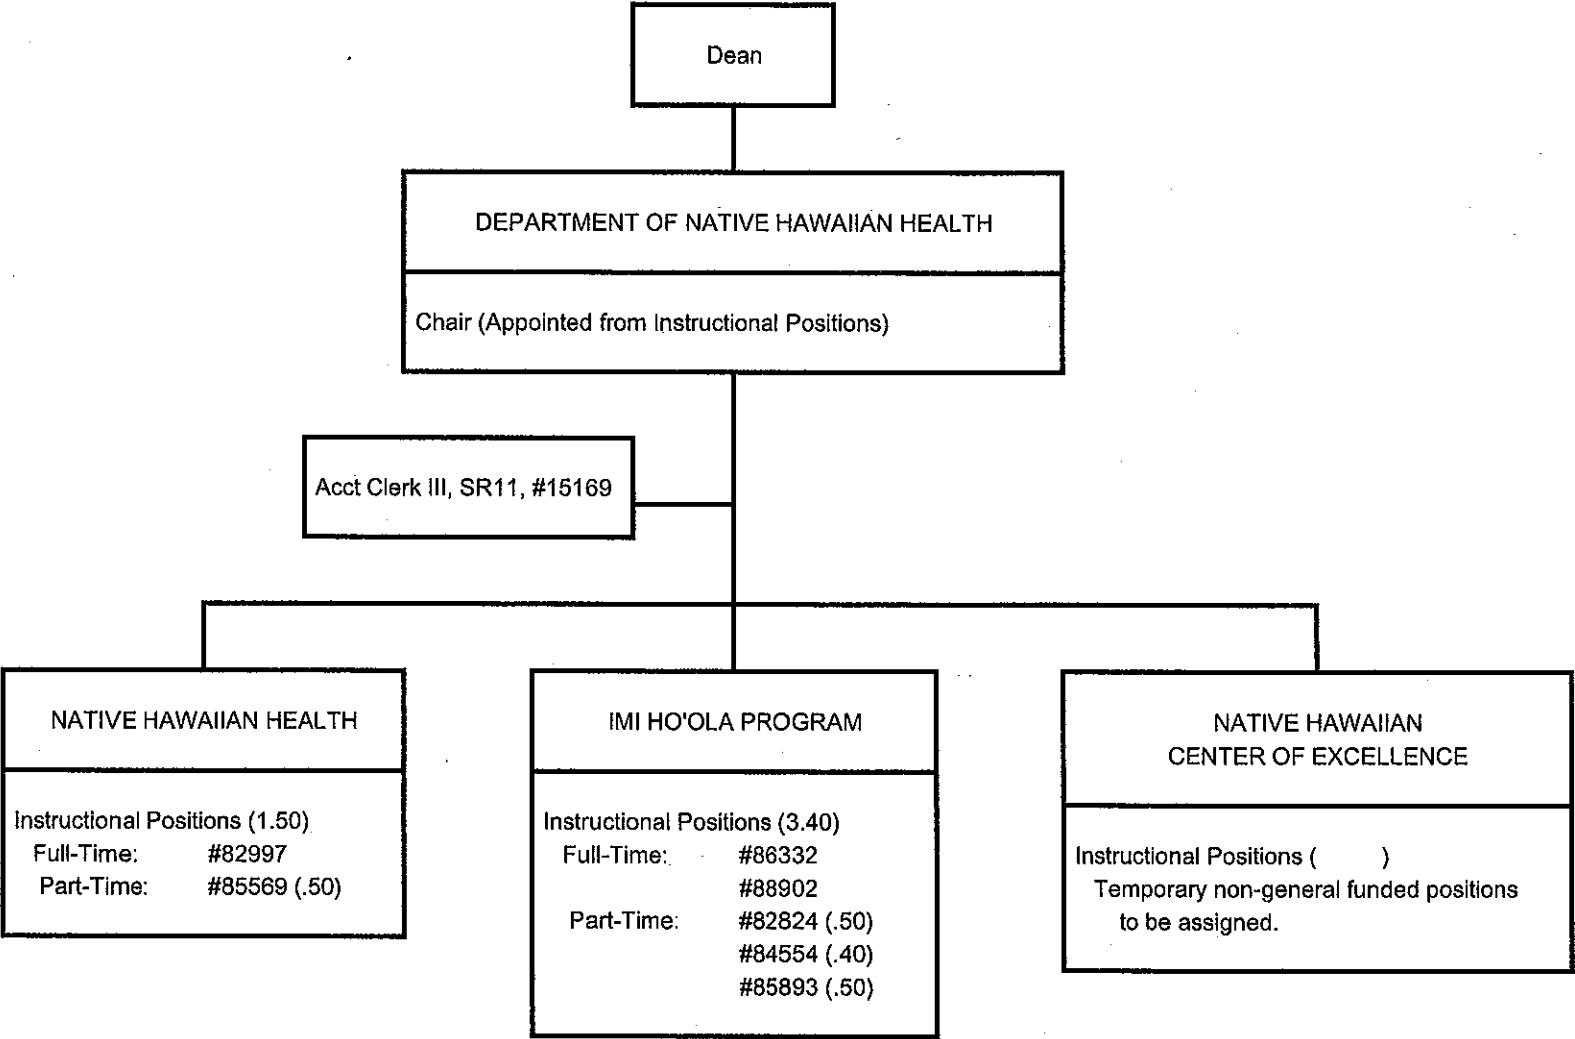 Dean
DEPARTMENT OF NATIVE HAWAIIAN HEALTH
Chair (Appointed from Instructional Positions)
Acct Clerk III, SR11, #15169
NATIVE HAWAIIAN HEALTH
Instructional Positions (1.50)
Full-Time: #82997
Part-Time: #85569 (.50)
IMI HO'OLA PROGRAM
Instructional Positions (3.40)
Full-Time: #86332
#88902
Part-Time: #82824 (.50)
#84554 (.40)
#85893 (.50)
NATIVE HAWAIIAN
CENTER OF EXCELLENCE
Instructional Positions ( )
Temporary non-general funded positions
to be assigned.